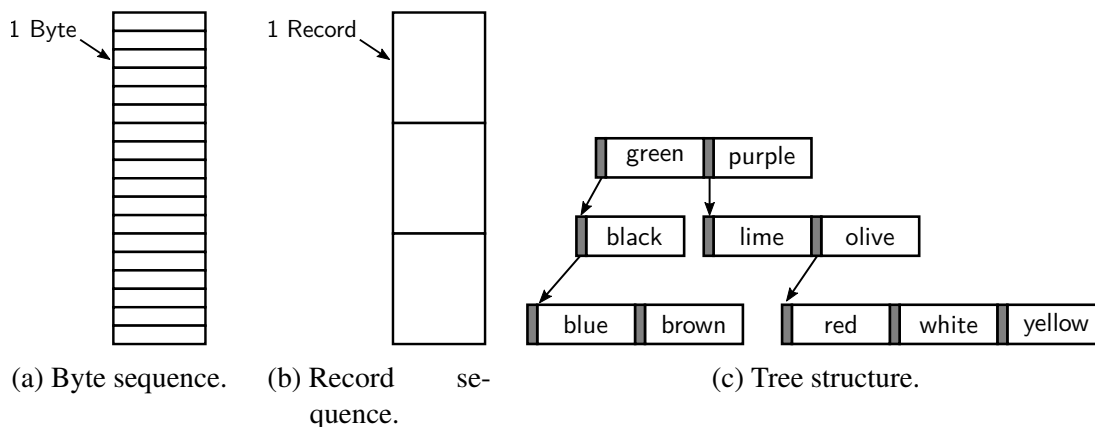 1 Byte
1 Record
green purple
black lime olive
blue brown red white yellow
(a) Byte sequence. (b) Record se-
quence. (c) Tree structure.